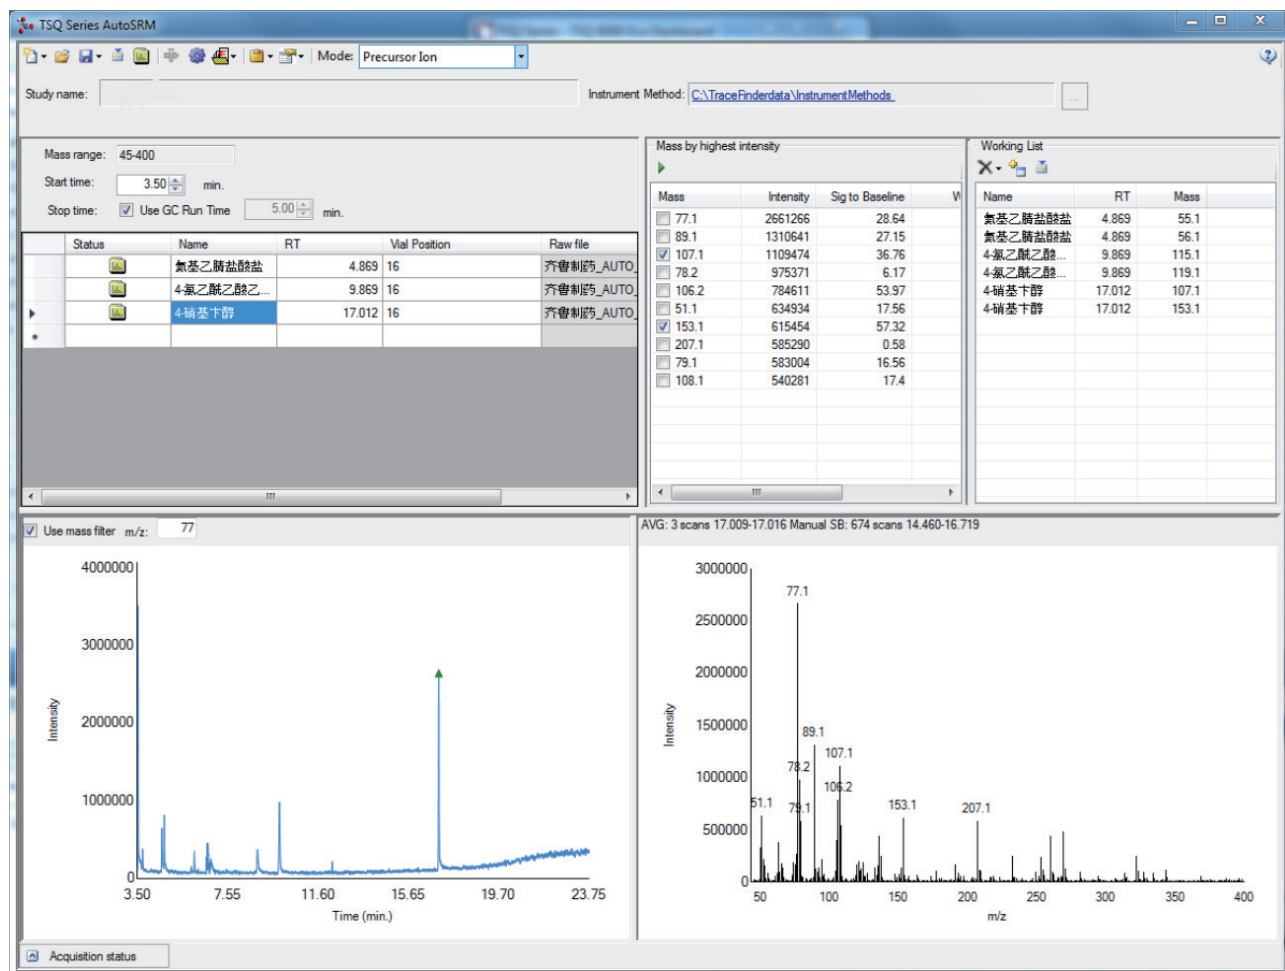 TSQ Series AutoSRM
Mode: Precursor Ion
Study name:
Instrument Method: C:\TraceFinderdata\InstrumentMethods
...
Mass range: 45-400
Start time: 3.50 min.
Stop time: Use GC Run Time 5.00 min.
Status Name RT Vial Position Raw file
氰基乙腈盐酸盐 4.869 16 齐鲁制药_AUTO_
4-氯乙酰乙酸乙... 9.869 16 齐鲁制药_AUTO_
4-硝基卞醇 17.012 16 齐鲁制药_AUTO_
Mass by highest intensity
Mass Intensity Sig to Baseline
77.1 2661266 28.64
89.1 1310641 27.15
107.1 1109474 36.76
78.2 975371 6.17
106.2 784611 53.97
51.1 634934 17.56
153.1 615454 57.32
207.1 585290 0.58
79.1 583004 16.56
108.1 540281 17.4
Working List
Name RT Mass
氰基乙腈盐酸盐 4.869 55.1
氰基乙腈盐酸盐 4.869 56.1
4-氯乙酰乙酸... 9.869 115.1
4-氯乙酰乙酸... 9.869 119.1
4-硝基卞醇 17.012 107.1
4-硝基卞醇 17.012 153.1
Use mass filter m/z: 77
4000000
3000000
2000000
1000000
0
Intensity
3.50 7.55 11.60 15.65 19.70 23.75
Time (min.)
AVG: 3 scans 17.009-17.016 Manual SB: 674 scans 14.460-16.719
3000000
2500000
2000000
1500000
1000000
500000
0
Intensity
77.1
89.1
107.1
78.2
106.2
51.1
79.1
153.1
207.1
50 100 150 200 250 300 350 400
m/z
Acquisition status